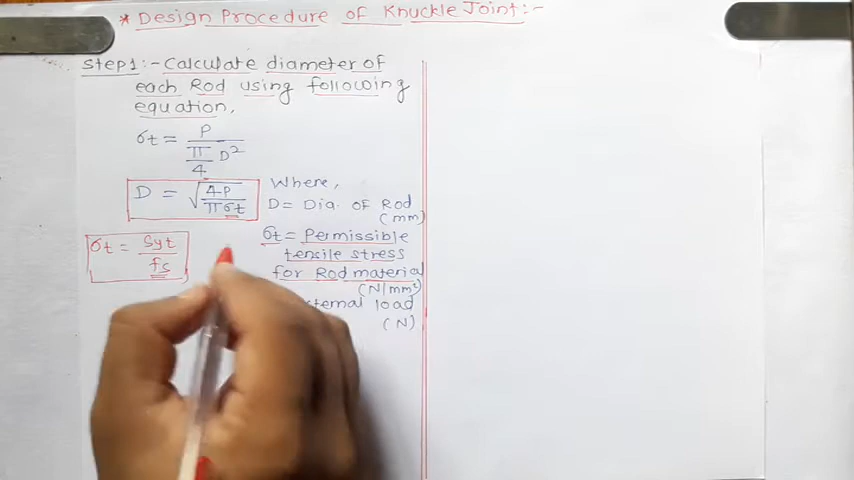 * Design Procedure of Knuckle Joint:-
Step1:- Calculate diameter of
each Rod using following
equation,
σt = P / (π/4 D²)
D = √(4P / πσt)
Where,
D = Dia. of Rod
(mm)
σt = Permissible
tensile stress
for Rod material
(N/mm²)
load
(N)
σt = Syt / fs